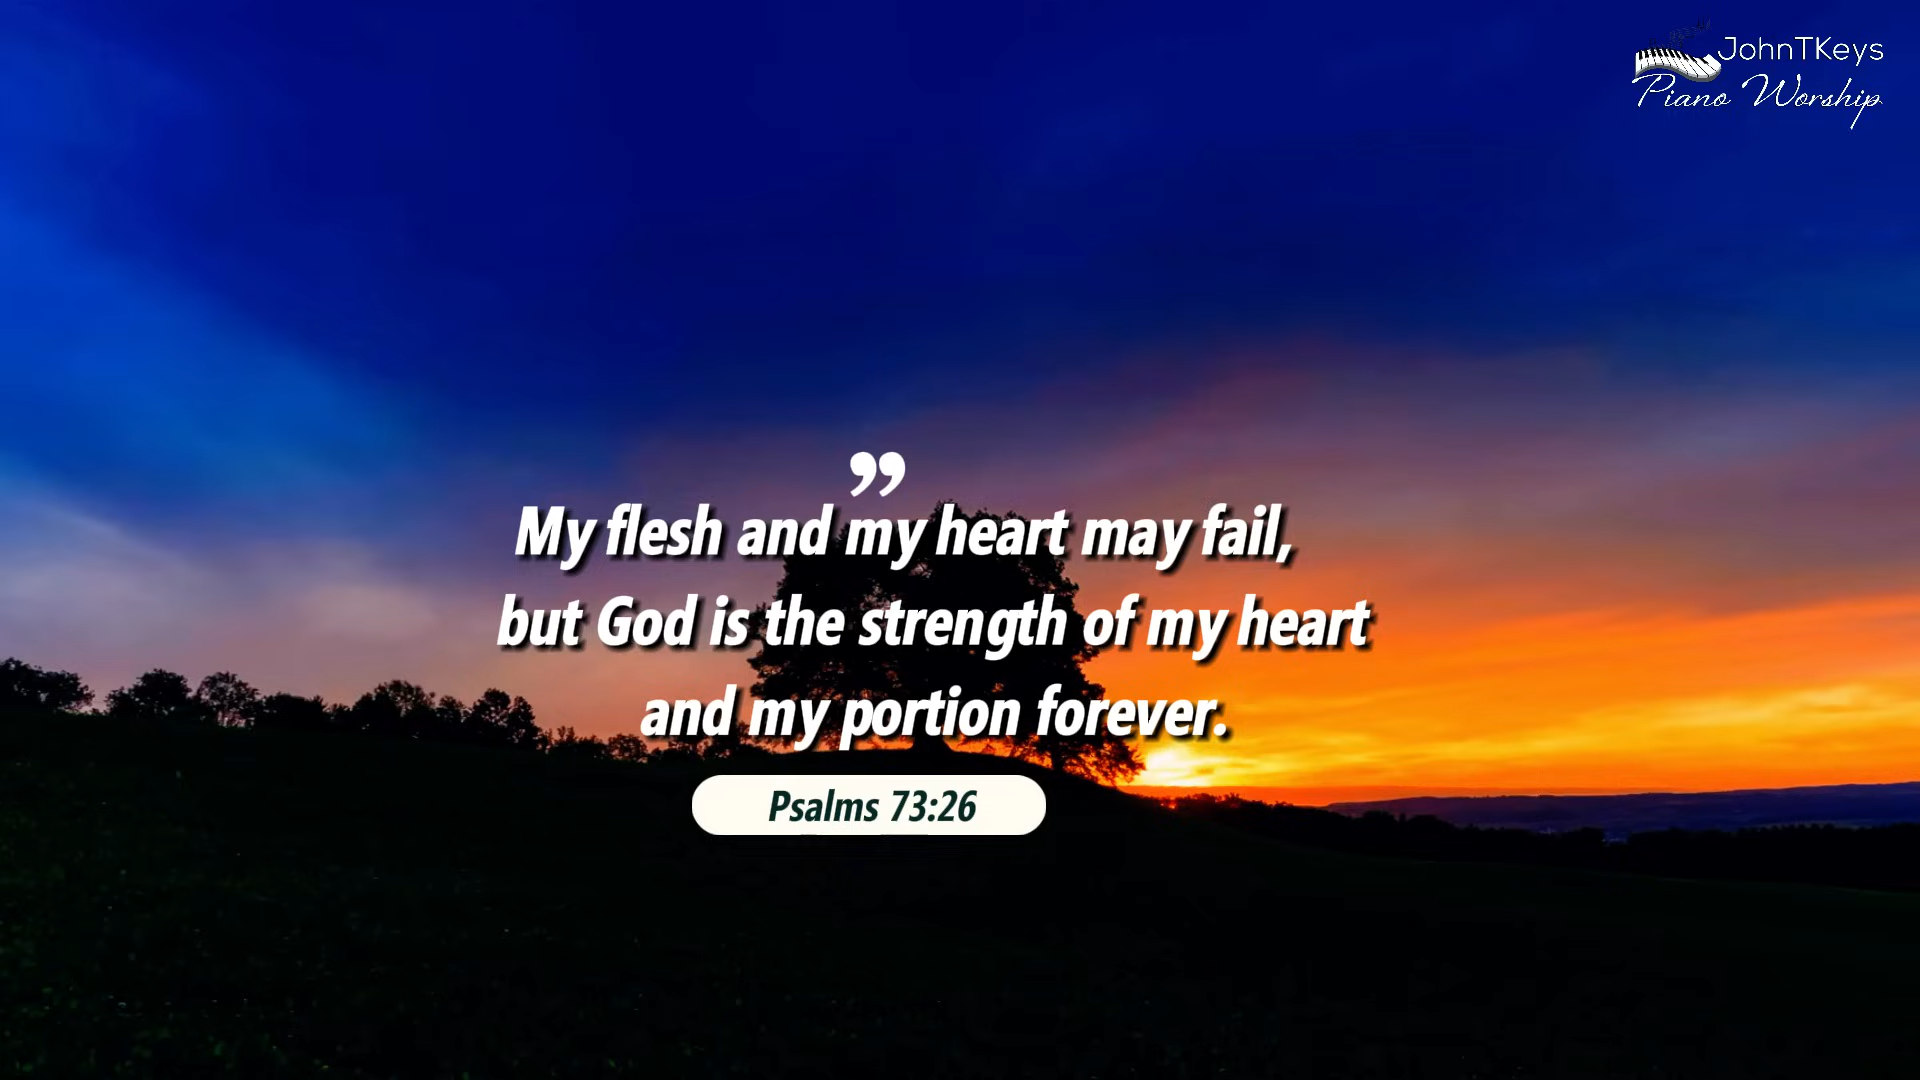 JohnTKeys
Piano Worship
”
My flesh and my heart may fail,
but God is the strength of my heart
and my portion forever.
Psalms 73:26